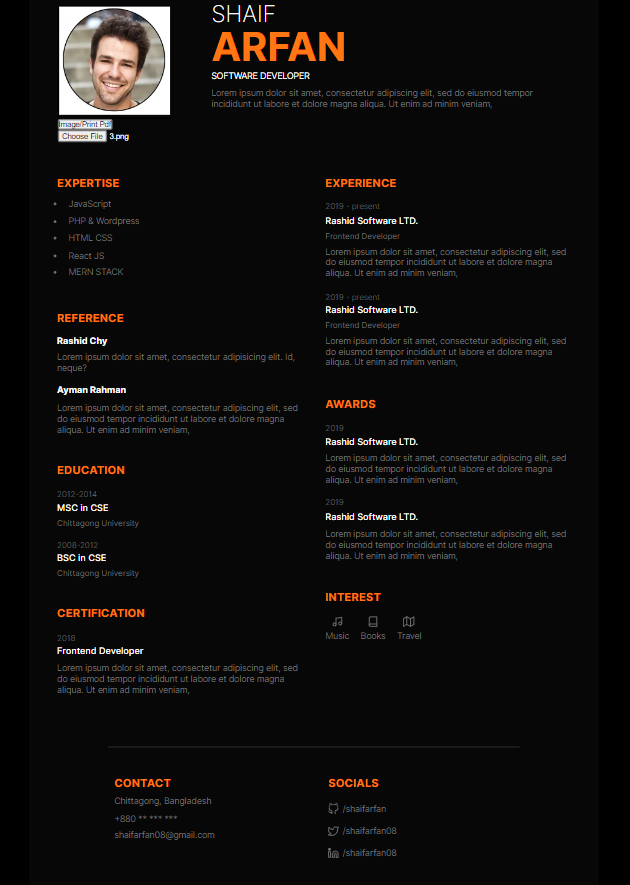 SHAIF
ARFAN
SOFTWARE DEVELOPER
Lorem ipsum dolor sit amet, consectetur adipisicing elit, sed do eiusmod tempor
incididunt ut labore et dolore magna aliqua. Ut enim ad minim veniam,
Image/Print Pdf
Choose File 3.png
EXPERTISE
JavaScript
PHP & Wordpress
HTML CSS
React JS
MERN STACK
REFERENCE
Rashid Chy
Lorem ipsum dolor sit amet, consectetur adipisicing elit. Id,
neque?
Ayman Rahman
Lorem ipsum dolor sit amet, consectetur adipisicing elit, sed
do eiusmod tempor incididunt ut labore et dolore magna
aliqua. Ut enim ad minim veniam,
EDUCATION
2012-2014
MSC in CSE
Chittagong University
2008-2012
BSC in CSE
Chittagong University
CERTIFICATION
2018
Frontend Developer
Lorem ipsum dolor sit amet, consectetur adipisicing elit, sed
do eiusmod tempor incididunt ut labore et dolore magna
aliqua. Ut enim ad minim veniam,
EXPERIENCE
2019 - present
Rashid Software LTD.
Frontend Developer
Lorem ipsum dolor sit amet, consectetur adipisicing elit, sed
do eiusmod tempor incididunt ut labore et dolore magna
aliqua. Ut enim ad minim veniam,
2019 - present
Rashid Software LTD.
Frontend Developer
Lorem ipsum dolor sit amet, consectetur adipisicing elit, sed
do eiusmod tempor incididunt ut labore et dolore magna
aliqua. Ut enim ad minim veniam,
AWARDS
2019
Rashid Software LTD.
Lorem ipsum dolor sit amet, consectetur adipisicing elit, sed
do eiusmod tempor incididunt ut labore et dolore magna
aliqua. Ut enim ad minim veniam,
2019
Rashid Software LTD.
Lorem ipsum dolor sit amet, consectetur adipisicing elit, sed
do eiusmod tempor incididunt ut labore et dolore magna
aliqua. Ut enim ad minim veniam,
INTEREST
Music Books Travel
CONTACT
Chittagong, Bangladesh
+880 ** *** ***
shaifarfan08@gmail.com
SOCIALS
/shaifarfan
/shaifarfan08
/shaifarfan08